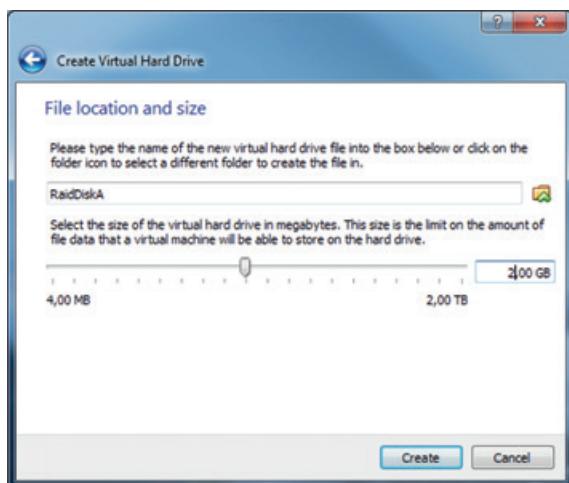 Create Virtual Hard Drive
File location and size
Please type the name of the new virtual hard drive file into the box below or click on the
folder icon to select a different folder to create the file in.
RaidDiskA
Select the size of the virtual hard drive in megabytes. This size is the limit on the amount of
file data that a virtual machine will be able to store on the hard drive.
2,00 GB
4,00 MB 2,00 TB
Create Cancel